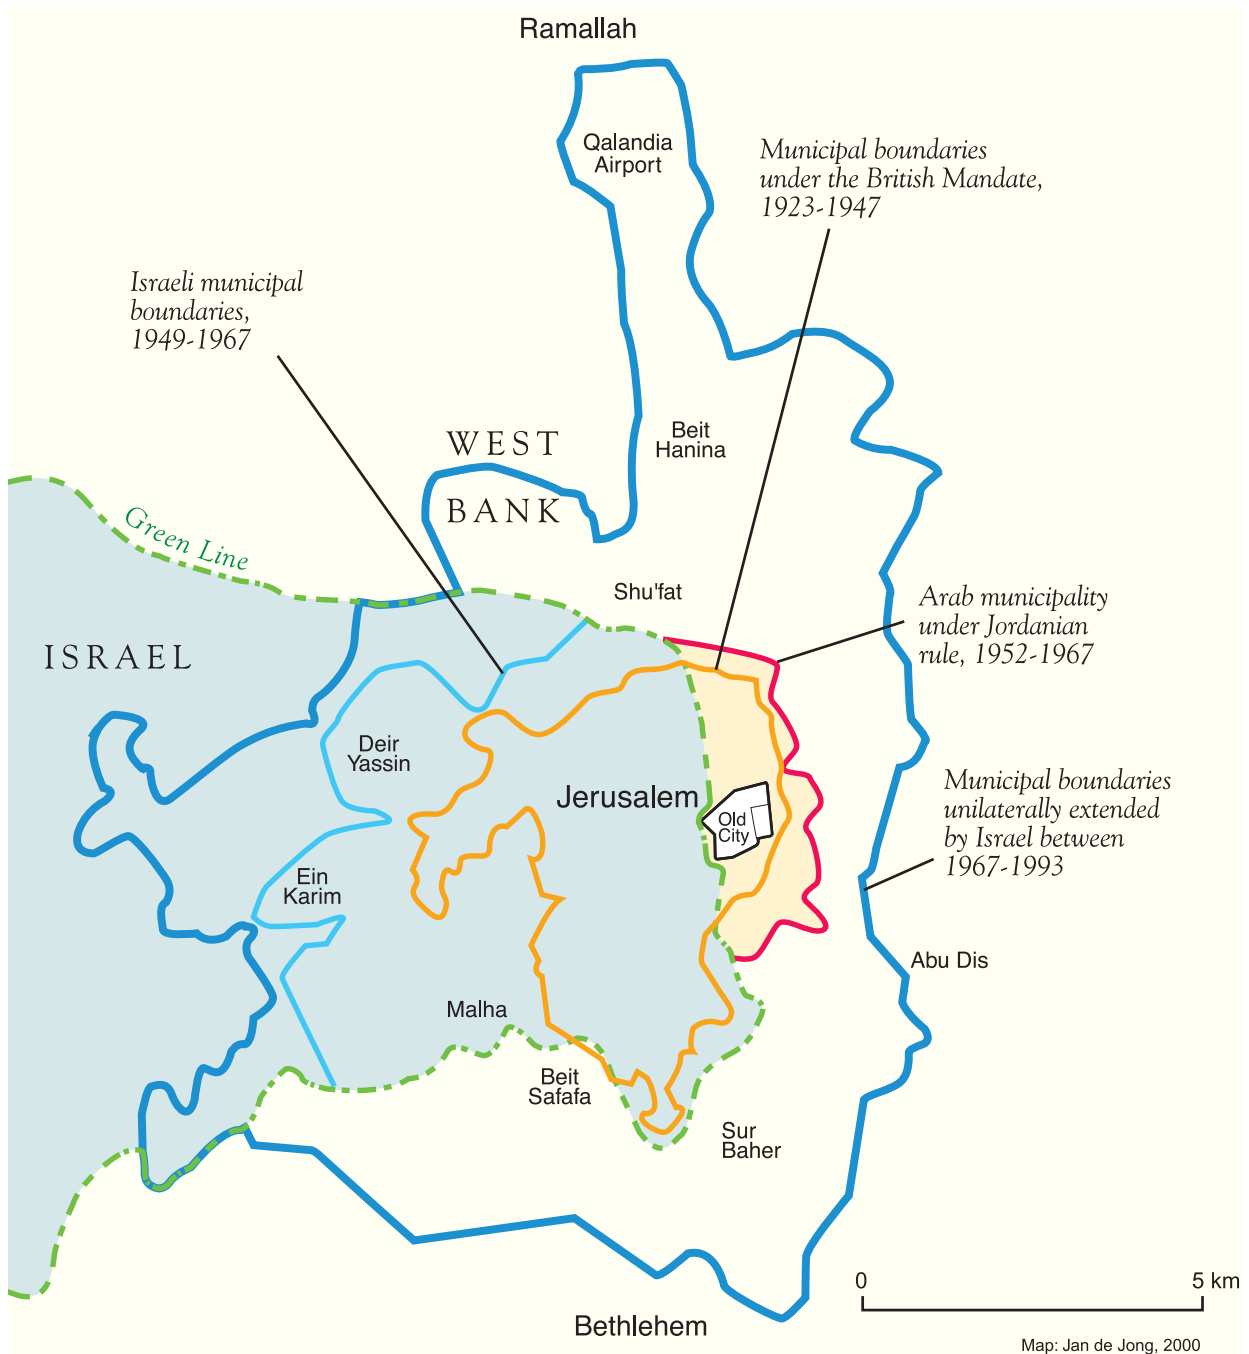 Ramallah
Qalandia
Airport
Municipal boundaries
under the British Mandate,
1923-1947
Israeli municipal
boundaries,
1949-1967
WEST
BANK
Beit
Hanina
Green Line
Shu'fat
Arab municipality
under Jordanian
rule, 1952-1967
ISRAEL
Deir
Yassin
Jerusalem
Old
City
Municipal boundaries
unilaterally extended
by Israel between
1967-1993
Ein
Karim
Abu Dis
Malha
Beit
Safafa
Sur
Baher
0
5 km
Bethlehem
Map: Jan de Jong, 2000